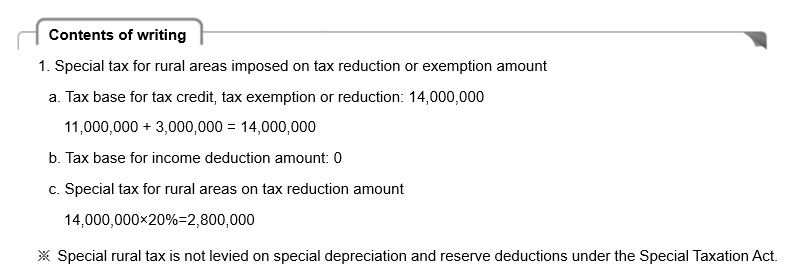 Contents of writing
1. Special tax for rural areas imposed on tax reduction or exemption amount
a. Tax base for tax credit, tax exemption or reduction: 14,000,000
11,000,000 + 3,000,000 = 14,000,000
b. Tax base for income deduction amount: 0
c. Special tax for rural areas on tax reduction amount
14,000,000×20%=2,800,000
※ Special rural tax is not levied on special depreciation and reserve deductions under the Special Taxation Act.